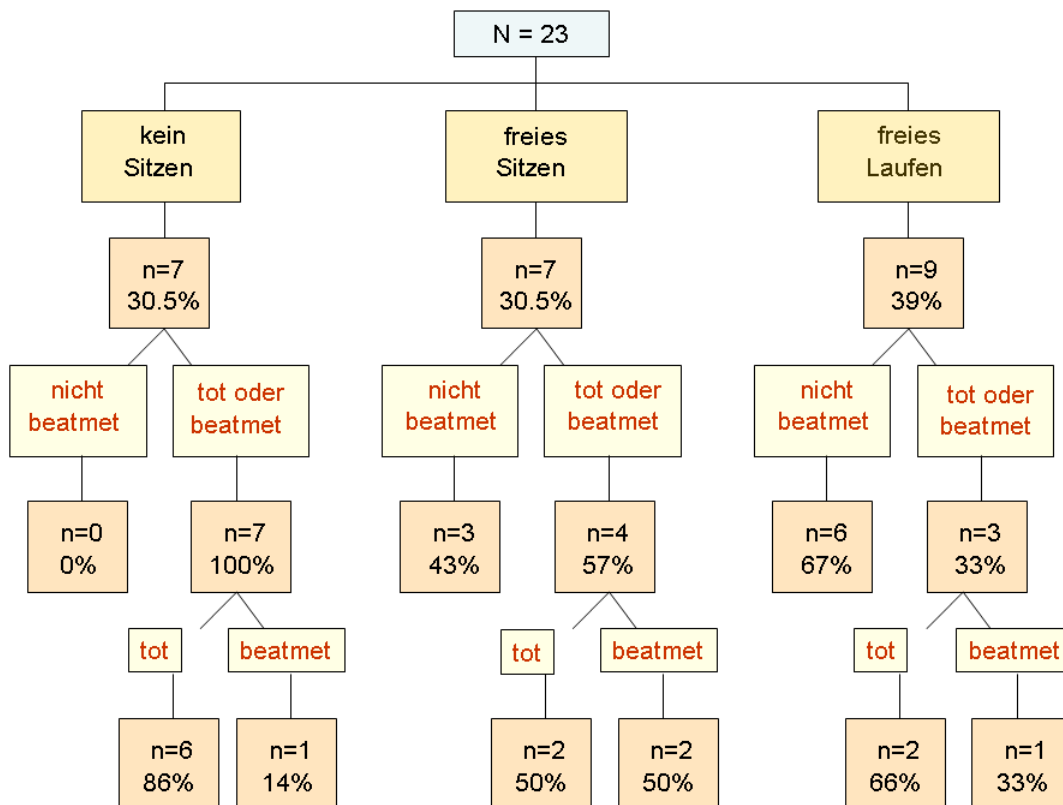 N = 23
kein
Sitzen
freies
Sitzen
freies
Laufen
n=7
30.5%
n=7
30.5%
n=9
39%
nicht
beatmet
tot oder
beatmet
nicht
beatmet
tot oder
beatmet
nicht
beatmet
tot oder
beatmet
n=0
0%
n=7
100%
n=3
43%
n=4
57%
n=6
67%
n=3
33%
tot
beatmet
tot
beatmet
tot
beatmet
n=6
86%
n=1
14%
n=2
50%
n=2
50%
n=2
66%
n=1
33%